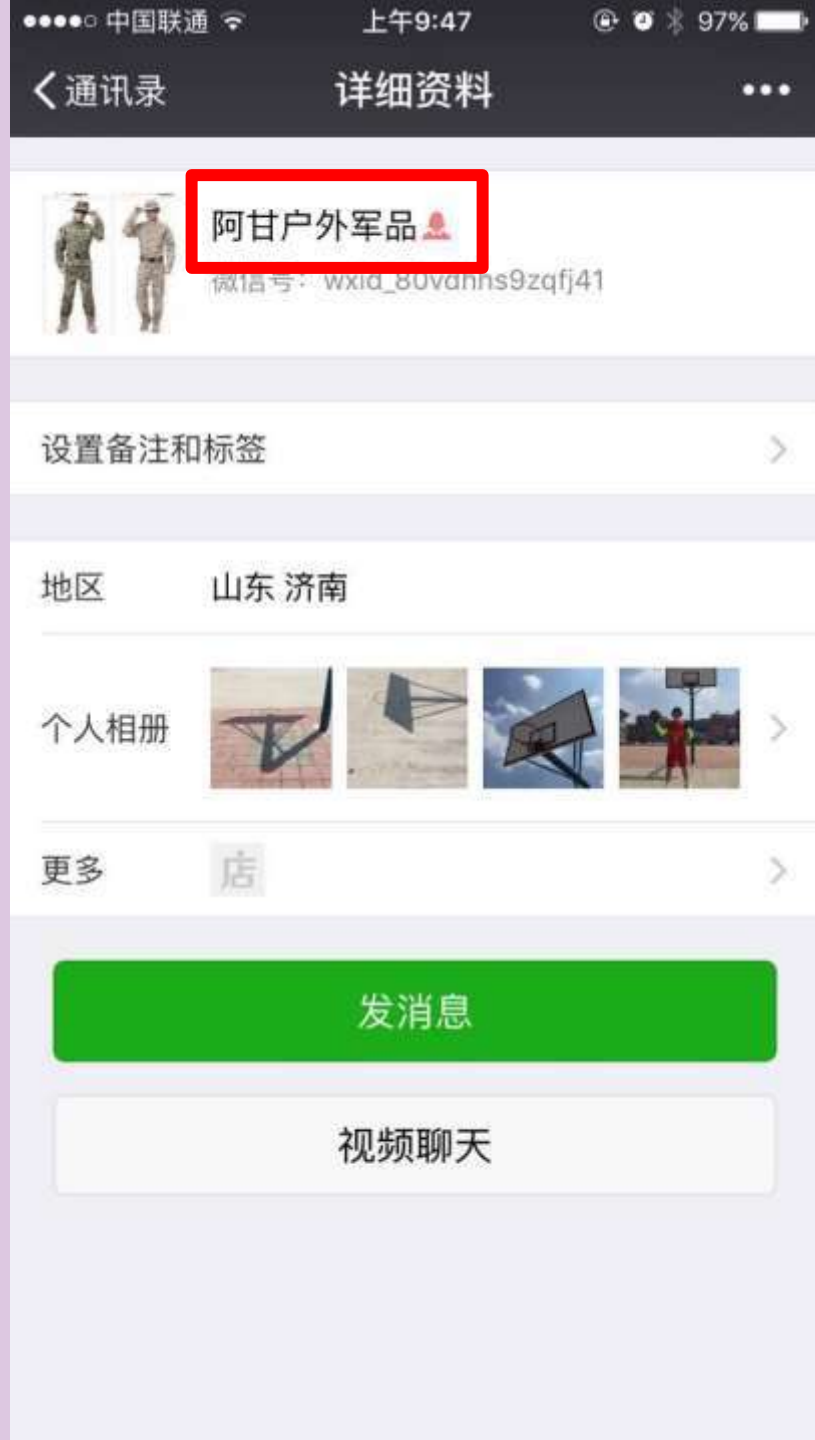 中国联通 上午9:47 97%
通讯录 详细资料
阿甘户外军品
微信号: wxid_80vdhhs9zqfj41
设置备注和标签
地区 山东 济南
个人相册
更多 店
发消息
视频聊天